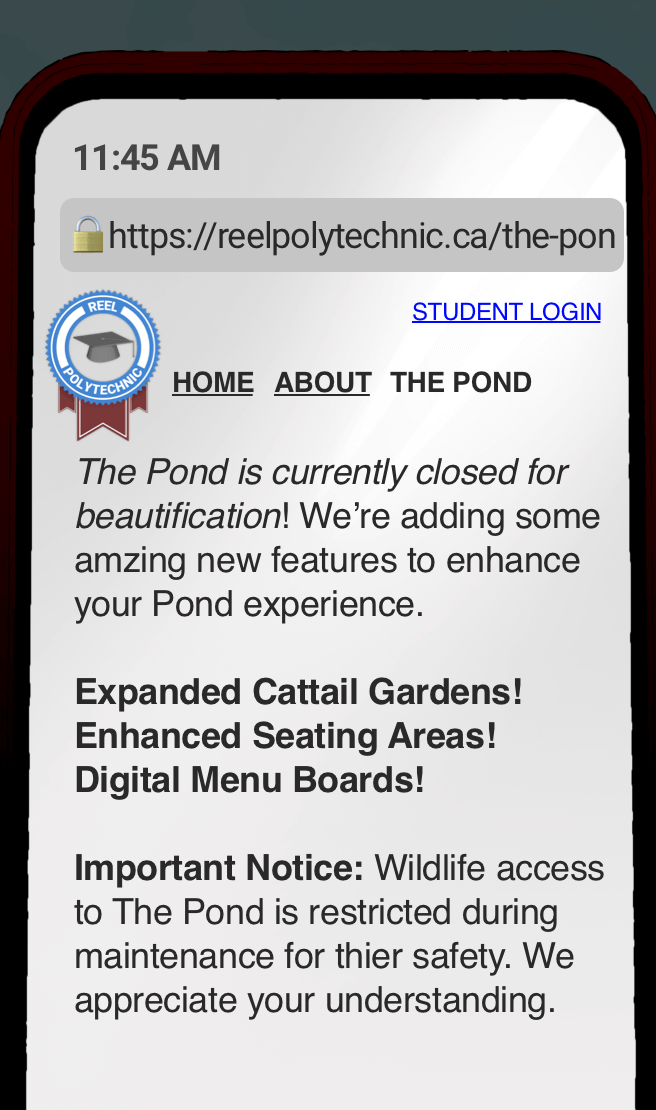 11:45 AM
https://reelpolytechnic.ca/the-pon
REEL
POLYTECHNIC
STUDENT LOGIN
HOME ABOUT THE POND
The Pond is currently closed for
beautification! We’re adding some
amzing new features to enhance
your Pond experience.
Expanded Cattail Gardens!
Enhanced Seating Areas!
Digital Menu Boards!
Important Notice: Wildlife access
to The Pond is restricted during
maintenance for thier safety. We
appreciate your understanding.